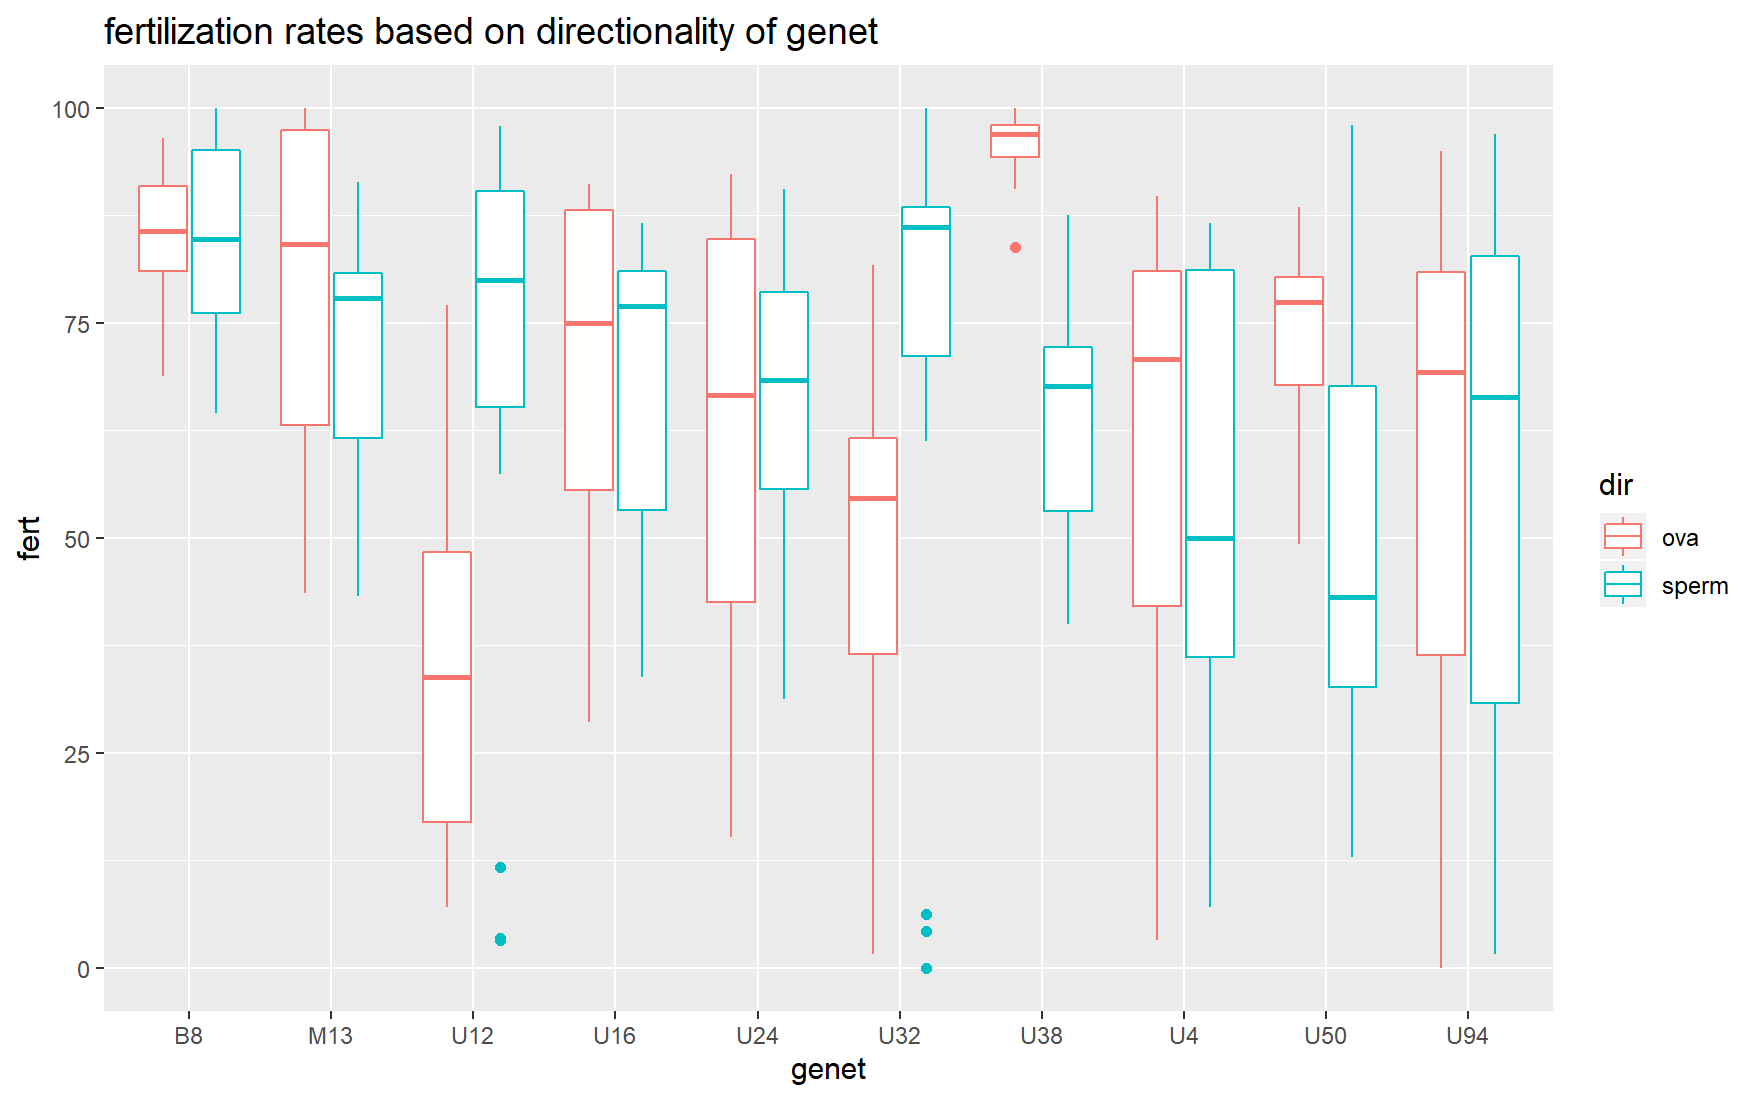 fertilization rates based on directionality of genet
100
75
50
25
0
fert
B8 M13 U12 U16 U24 U32 U38 U4 U50 U94
genet
dir
ova
sperm